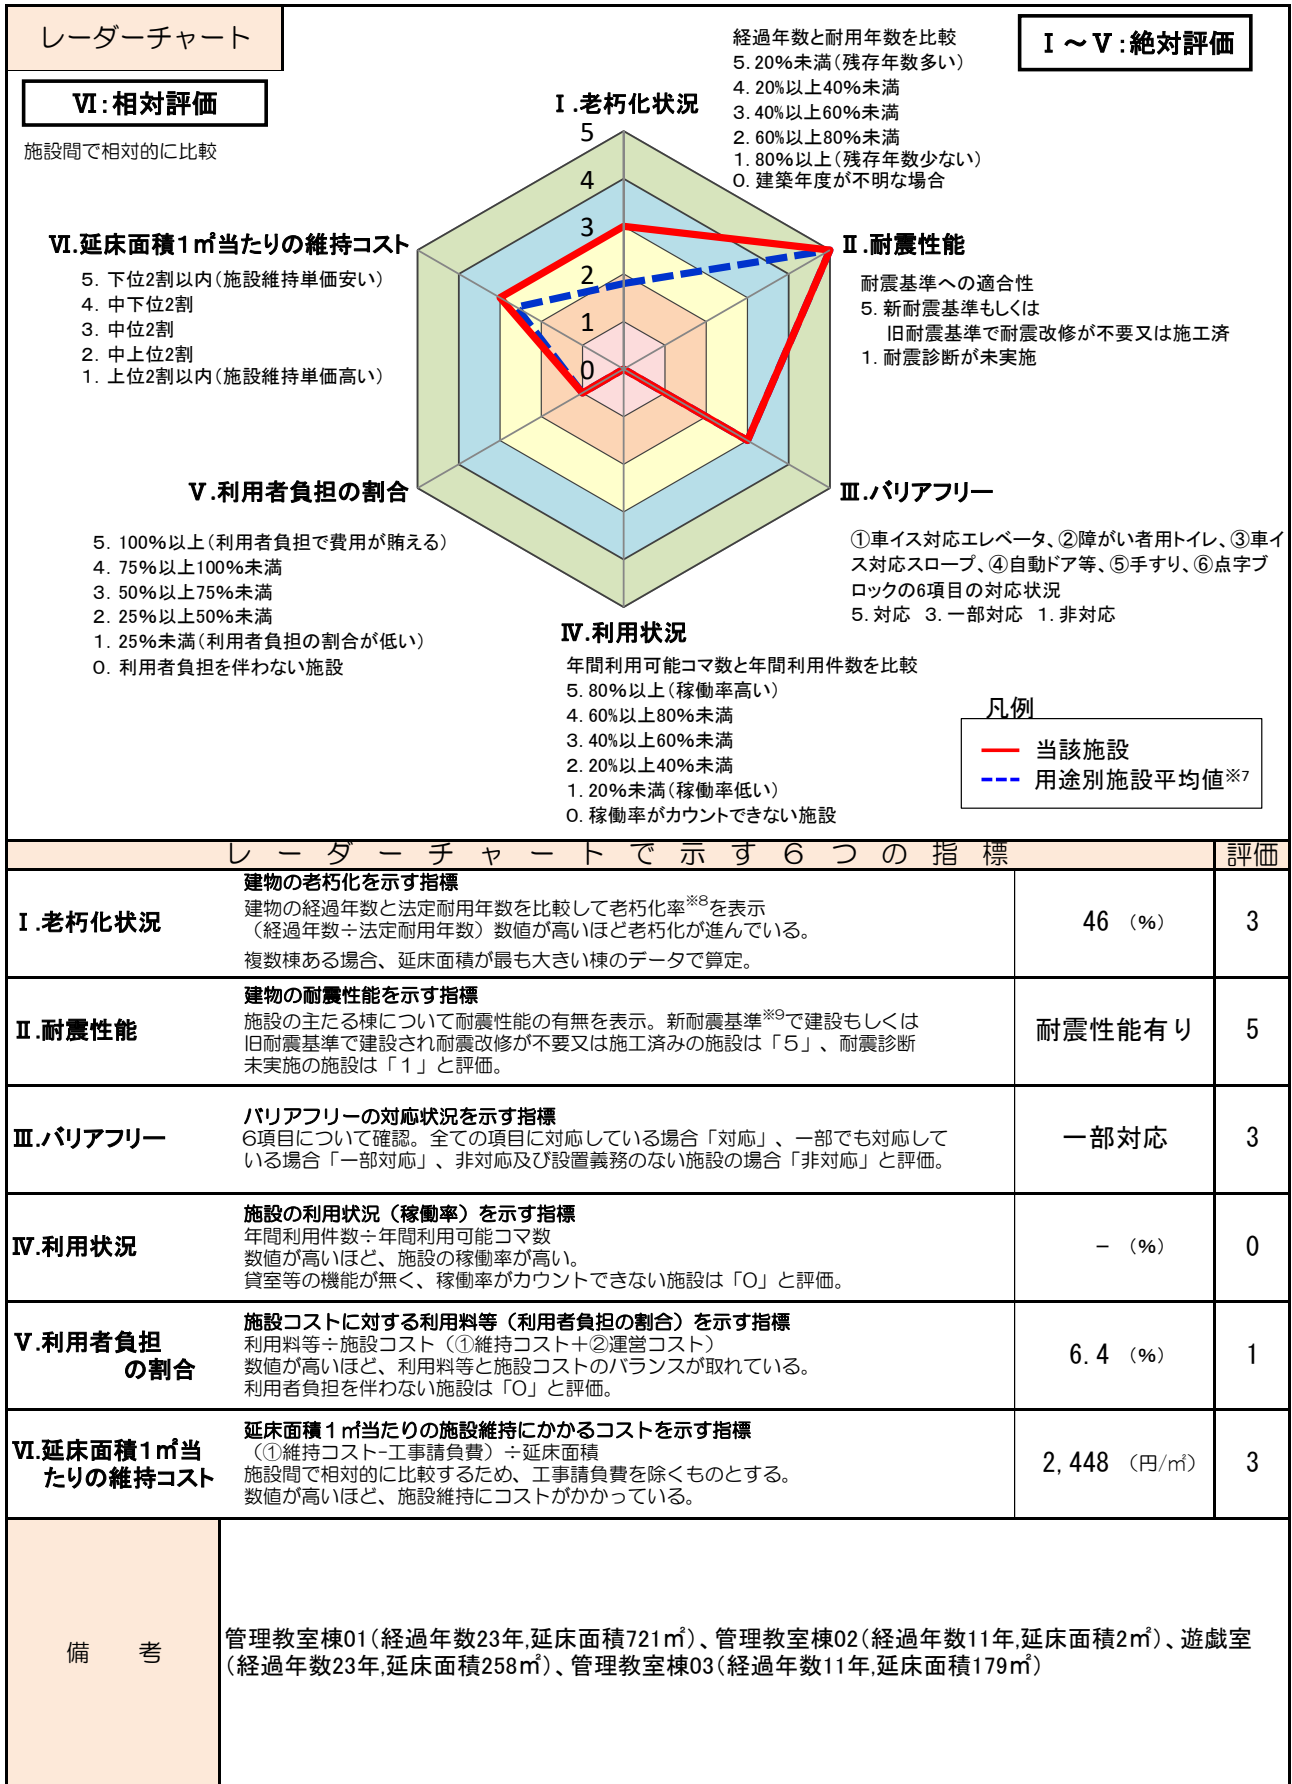 レーダーチャート
Ⅰ～Ⅴ:絶対評価
Ⅵ:相対評価
施設間で相対的に比較
Ⅰ.老朽化状況
経過年数と耐用年数を比較
5.20%未満(残存年数多い)
4.20%以上40%未満
3.40%以上60%未満
2.60%以上80%未満
1.80%以上(残存年数少ない)
0.建築年度が不明な場合
5
4
3
2
1
0
Ⅵ.延床面積1㎡当たりの維持コスト
5.下位2割以内(施設維持単価安い)
4.中下位2割
3.中位2割
2.中上位2割
1.上位2割以内(施設維持単価高い)
Ⅱ.耐震性能
耐震基準への適合性
5.新耐震基準もしくは
旧耐震基準で耐震改修が不要又は施工済
1.耐震診断が未実施
Ⅴ.利用者負担の割合
5.100%以上(利用者負担で費用が賄える)
4.75%以上100%未満
3.50%以上75%未満
2.25%以上50%未満
1.25%未満(利用者負担の割合が低い)
0.利用者負担を伴わない施設
Ⅲ.バリアフリー
①車イス対応エレベータ、②障がい者用トイレ、③車イ
ス対応スロープ、④自動ドア等、⑤手すり、⑥点字ブ
ロックの6項目の対応状況
5.対応 3.一部対応 1.非対応
Ⅳ.利用状況
年間利用可能コマ数と年間利用件数を比較
5.80%以上(稼働率高い)
4.60%以上80%未満
3.40%以上60%未満
2.20%以上40%未満
1.20%未満(稼働率低い)
0.稼働率がカウントできない施設
凡例
当該施設
用途別施設平均値※7
レーダーチャートで示す6つの指標 評価
Ⅰ.老朽化状況
建物の老朽化を示す指標
建物の経過年数と法定耐用年数を比較して老朽化率※8を表示
(経過年数÷法定耐用年数)数値が高いほど老朽化が進んでいる。
複数棟ある場合、延床面積が最も大きい棟のデータで算定。
46 (%) 3
Ⅱ.耐震性能
建物の耐震性能を示す指標
施設の主たる棟について耐震性能の有無を表示。新耐震基準※9で建設もしくは
旧耐震基準で建設され耐震改修が不要又は施工済みの施設は「5」、耐震診断
未実施の施設は「1」と評価。
耐震性能有り 5
Ⅲ.バリアフリー
バリアフリーの対応状況を示す指標
6項目について確認。全ての項目に対応している場合「対応」、一部でも対応して
いる場合「一部対応」、非対応及び設置義務のない施設の場合「非対応」と評価。
一部対応 3
Ⅳ.利用状況
施設の利用状況(稼働率)を示す指標
年間利用件数÷年間利用可能コマ数
数値が高いほど、施設の稼働率が高い。
貸室等の機能が無く、稼働率がカウントできない施設は「0」と評価。
- (%) 0
Ⅴ.利用者負担
の割合
施設コストに対する利用料等(利用者負担の割合)を示す指標
利用料等÷施設コスト(①維持コスト+②運営コスト)
数値が高いほど、利用料等と施設コストのバランスが取れている。
利用者負担を伴わない施設は「0」と評価。
6.4 (%) 1
Ⅵ.延床面積1㎡当
たりの維持コスト
延床面積1㎡当たりの施設維持にかかるコストを示す指標
(①維持コスト-工事請負費)÷延床面積
施設間で相対的に比較するため、工事請負費を除くものとする。
数値が高いほど、施設維持にコストがかかっている。
2,448 (円/㎡) 3
備 考
管理教室棟01(経過年数23年,延床面積721㎡)、管理教室棟02(経過年数11年,延床面積2㎡)、遊戯室
(経過年数23年,延床面積258㎡)、管理教室棟03(経過年数11年,延床面積179㎡)